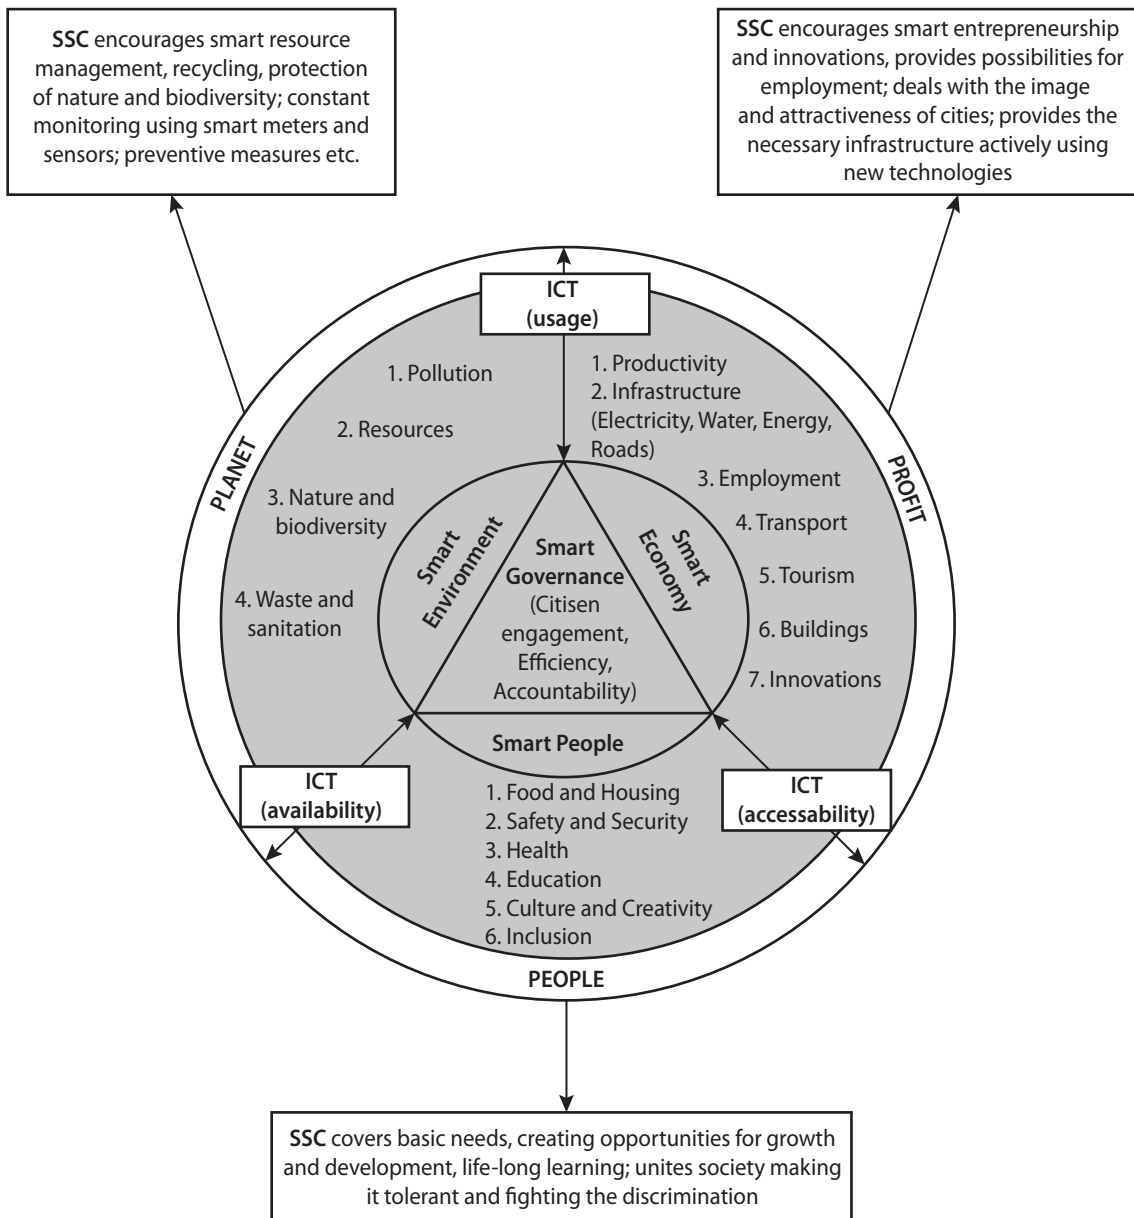 SSC encourages smart resource
management, recycling, protection
of nature and biodiversity; constant
monitoring using smart meters and
sensors; preventive measures etc.
SSC encourages smart entrepreneurship
and innovations, provides possibilities for
employment; deals with the image
and attractiveness of cities; provides the
necessary infrastructure actively using
new technologies
ICT
(usage)
PLANET
1. Pollution
2. Resources
3. Nature and
biodiversity
4. Waste and
sanitation
1. Productivity
2. Infrastructure
(Electricity, Water, Energy,
Roads)
3. Employment
4. Transport
5. Tourism
6. Buildings
7. Innovations
PROFIT
Smart
Environment
Smart
Governance
(Citisen
engagement,
Efficiency,
Accountability)
Smart
Economy
Smart People
ICT
(availability)
ICT
(accessability)
1. Food and Housing
2. Safety and Security
3. Health
4. Education
5. Culture and Creativity
6. Inclusion
PEOPLE
SSC covers basic needs, creating opportunities for growth
and development, life-long learning; unites society making
it tolerant and fighting the discrimination